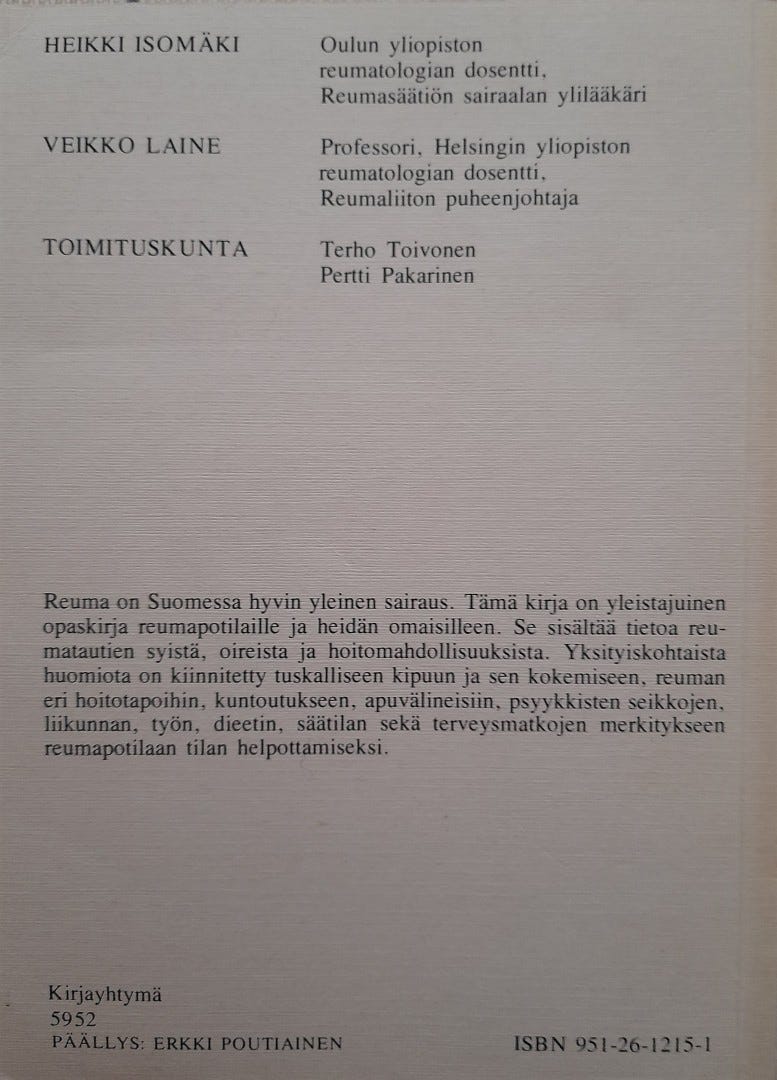 HEIKKI ISOMÄKI Oulun yliopiston
reumatologian dosentti,
Reumasäätiön sairaalan ylilääkäri
VEIKKO LAINE Professori, Helsingin yliopiston
reumatologian dosentti,
Reumaliiton puheenjohtaja
TOIMITUSKUNTA Terho Toivonen
Pertti Pakarinen
Reuma on Suomessa hyvin yleinen sairaus. Tämä kirja on yleistajuinen
opaskirja reumapotilaille ja heidän omaisilleen. Se sisältää tietoa reu-
matautien syistä, oireista ja hoitomahdollisuuksista. Yksityiskohtaista
huomiota on kiinnitetty tuskalliseen kipuun ja sen kokemiseen, reuman
eri hoitotapoihin, kuntoutukseen, apuvälineisiin, psyykkisten seikkojen,
liikunnan, työn, dieetin, säätilan sekä terveysmatkojen merkitykseen
reumapotilaan tilan helpottamiseksi.
Kirjayhtymä
5952
PÄÄLLYS: ERKKI POUTIAINEN ISBN 951-26-1215-1